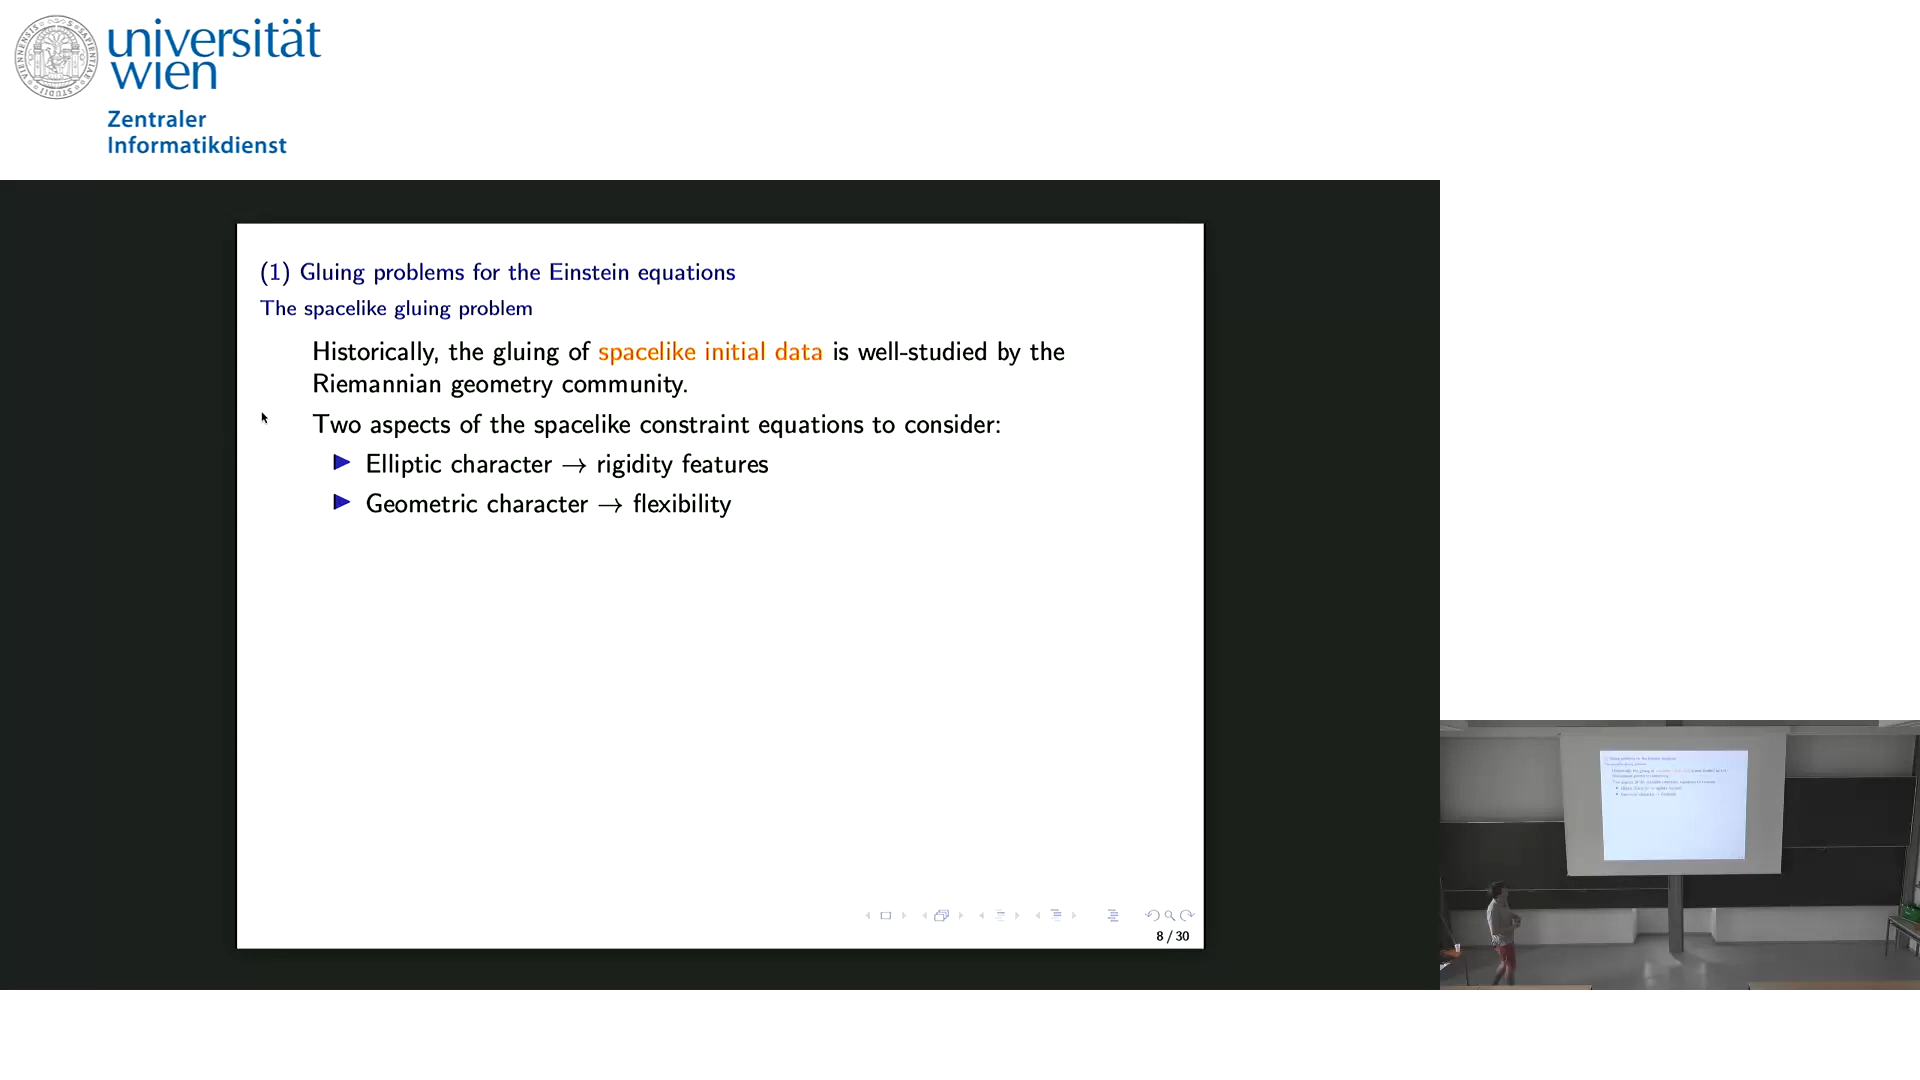 universität
wien
Zentraler
Informatikdienst
(1) Gluing problems for the Einstein equations
The spacelike gluing problem
Historically, the gluing of spacelike initial data is well-studied by the
Riemannian geometry community.
Two aspects of the spacelike constraint equations to consider:
▶ Elliptic character → rigidity features
▶ Geometric character → flexibility
8 / 30